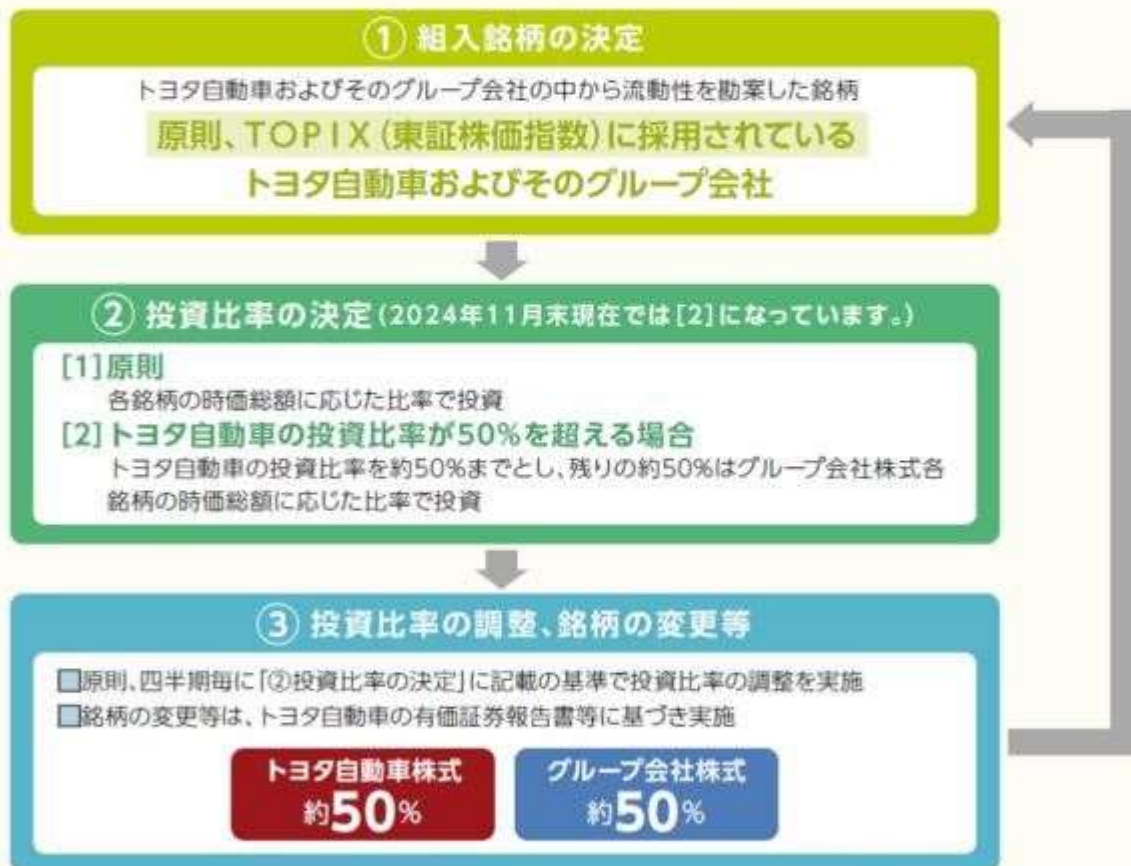 ① 組入銘柄の決定
トヨタ自動車およびそのグループ会社の中から流動性を勘案した銘柄
原則、TOPIX(東証株価指数)に採用されている
トヨタ自動車およびそのグループ会社
② 投資比率の決定(2024年11月末現在では[2]になっています。)
[1]原則
各銘柄の時価総額に応じた比率で投資
[2]トヨタ自動車の投資比率が50%を超える場合
トヨタ自動車の投資比率を約50%までとし、残りの約50%はグループ会社株式各
銘柄の時価総額に応じた比率で投資
③ 投資比率の調整、銘柄の変更等
原則、四半期毎に「②投資比率の決定」に記載の基準で投資比率の調整を実施
銘柄の変更等は、トヨタ自動車の有価証券報告書等に基づき実施
トヨタ自動車株式
約50%
グループ会社株式
約50%